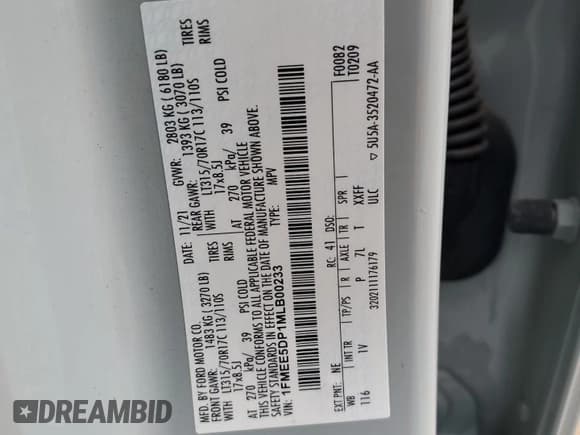 MFD. BY FORD MOTOR CO.
DATE: 11/21 GVWR: 2803 KG ( 6180 LB)
FRONT GAWR: 1483 KG (3270 LB) REAR GAWR: 1393 KG ( 3070 LB)
WITH LT315/70R17C 113/110S TIRES WITH LT315/70R17C 113/110S TIRES
17x8.5J RIMS 17x8.5J RIMS
AT 270 kPa/ 39 PSI COLD AT 270 kPa/ 39 PSI COLD
THIS VEHICLE CONFORMS TO ALL APPLICABLE FEDERAL MOTOR VEHICLE
SAFETY STANDARDS IN EFFECT ON THE DATE OF MANUFACTURE SHOWN ABOVE.
VIN: 1FMEE5DP1MLB00233 TYPE: MPV
F0082
T0209
EXT PNT: NE RC: 41 DSO:
WB INT TR TP/PS R AXLE TR SPR
116 1V P 7L T XXFF
3202111176179 ULC
▽ 5U5A-3520472-AA
DREAMBID